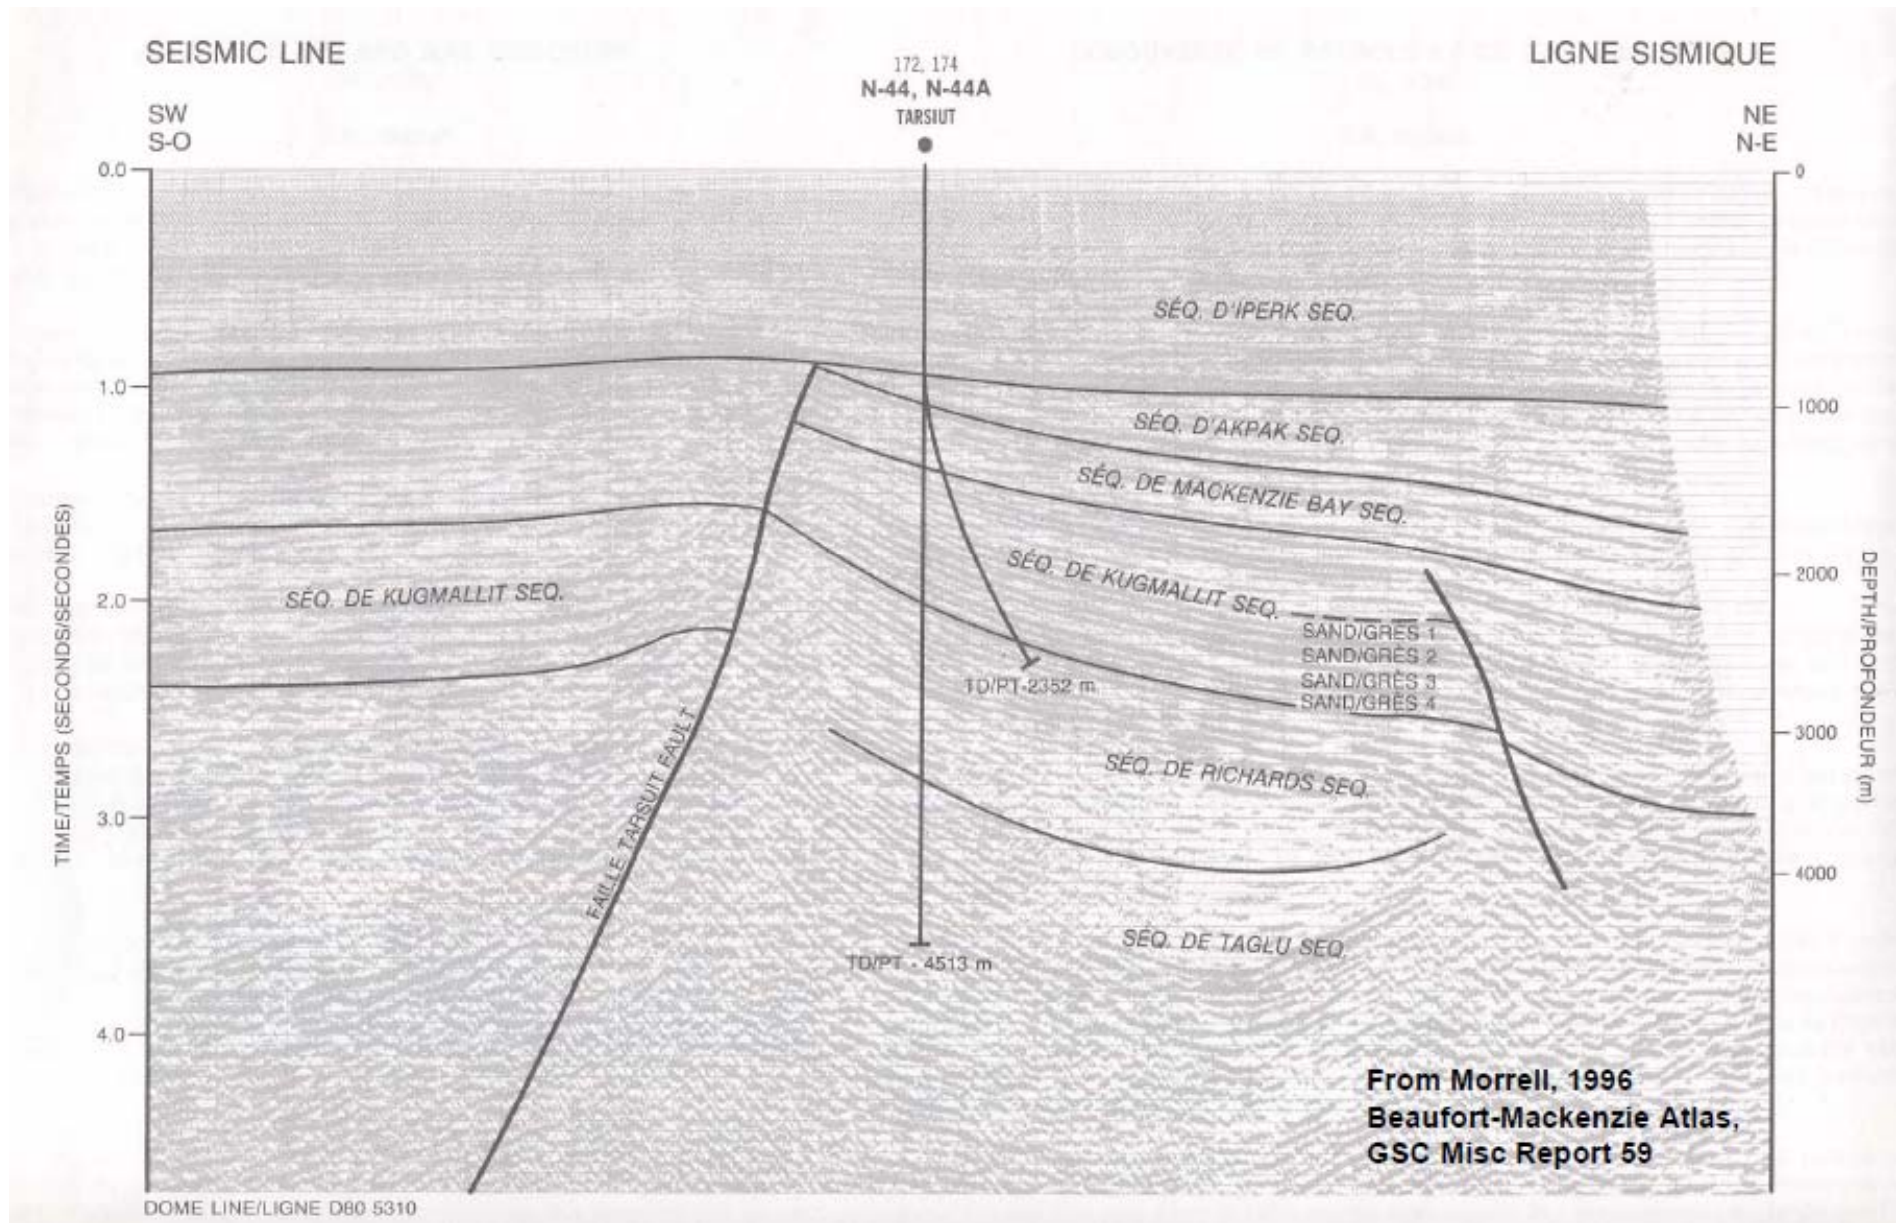 SEISMIC LINE
LIGNE SISMIQUE
172, 174
N-44, N-44A
TARSIUT
SW
S-O
NE
N-E
0.0
1.0
2.0
3.0
4.0
TIME/TEMPS (SECONDS/SECONDES)
0
1000
2000
3000
4000
DEPTH/PROFONDEUR (m)
SÉQ. D'IPERK SEQ.
SÉQ. D'AKPAK SEQ.
SÉQ. DE MACKENZIE BAY SEQ.
SÉQ. DE KUGMALLIT SEQ.
SÉQ. DE KUGMALLIT SEQ.
SAND/GRÈS 1
SAND/GRÈS 2
SAND/GRÈS 3
SAND/GRÈS 4
TD/PT-2352 m
FAILLE TARSUIT FAULT
SÉQ. DE RICHARDS SEQ.
SÉQ. DE TAGLU SEQ.
TD/PT - 4513 m
From Morrell, 1996
Beaufort-Mackenzie Atlas,
GSC Misc Report 59
DOME LINE/LIGNE D80 5310